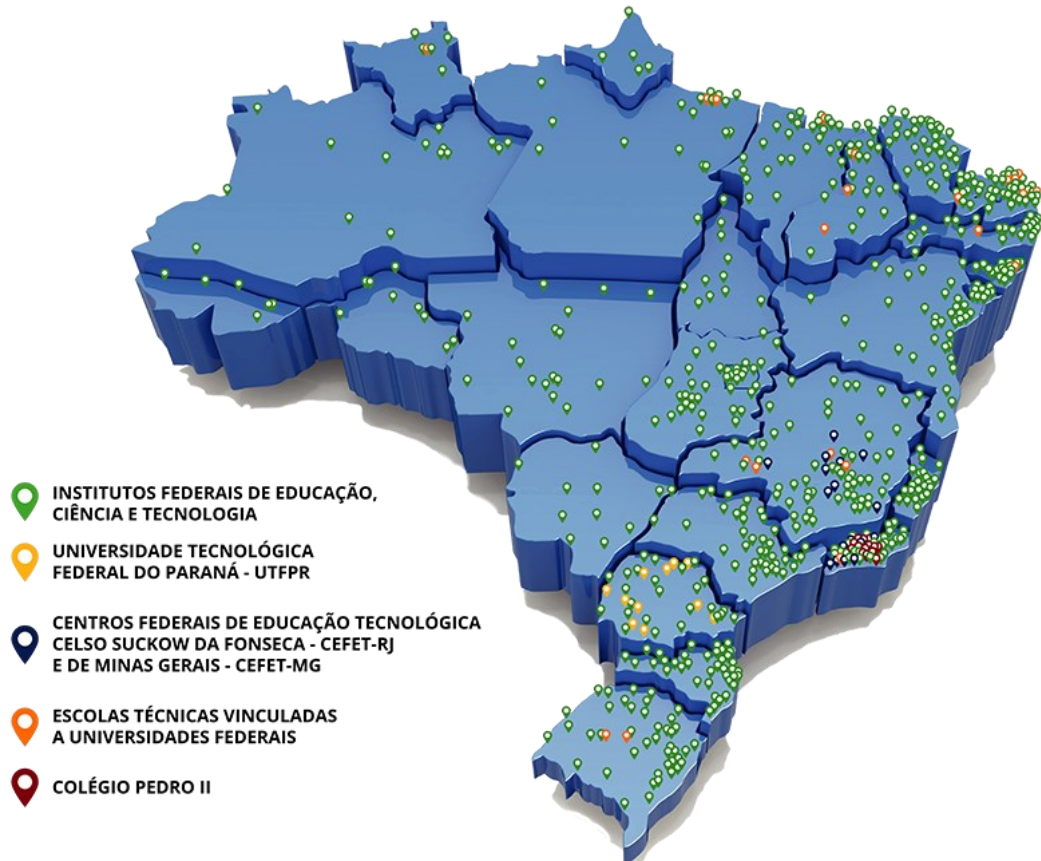 INSTITUTOS FEDERAIS DE EDUCAÇÃO,
CIÊNCIA E TECNOLOGIA
UNIVERSIDADE TECNOLÓGICA
FEDERAL DO PARANÁ - UTFPR
CENTROS FEDERAIS DE EDUCAÇÃO TECNOLÓGICA
CELSO SUCKOW DA FONSECA - CEFET-RJ
E DE MINAS GERAIS - CEFET-MG
ESCOLAS TÉCNICAS VINCULADAS
A UNIVERSIDADES FEDERAIS
COLÉGIO PEDRO II